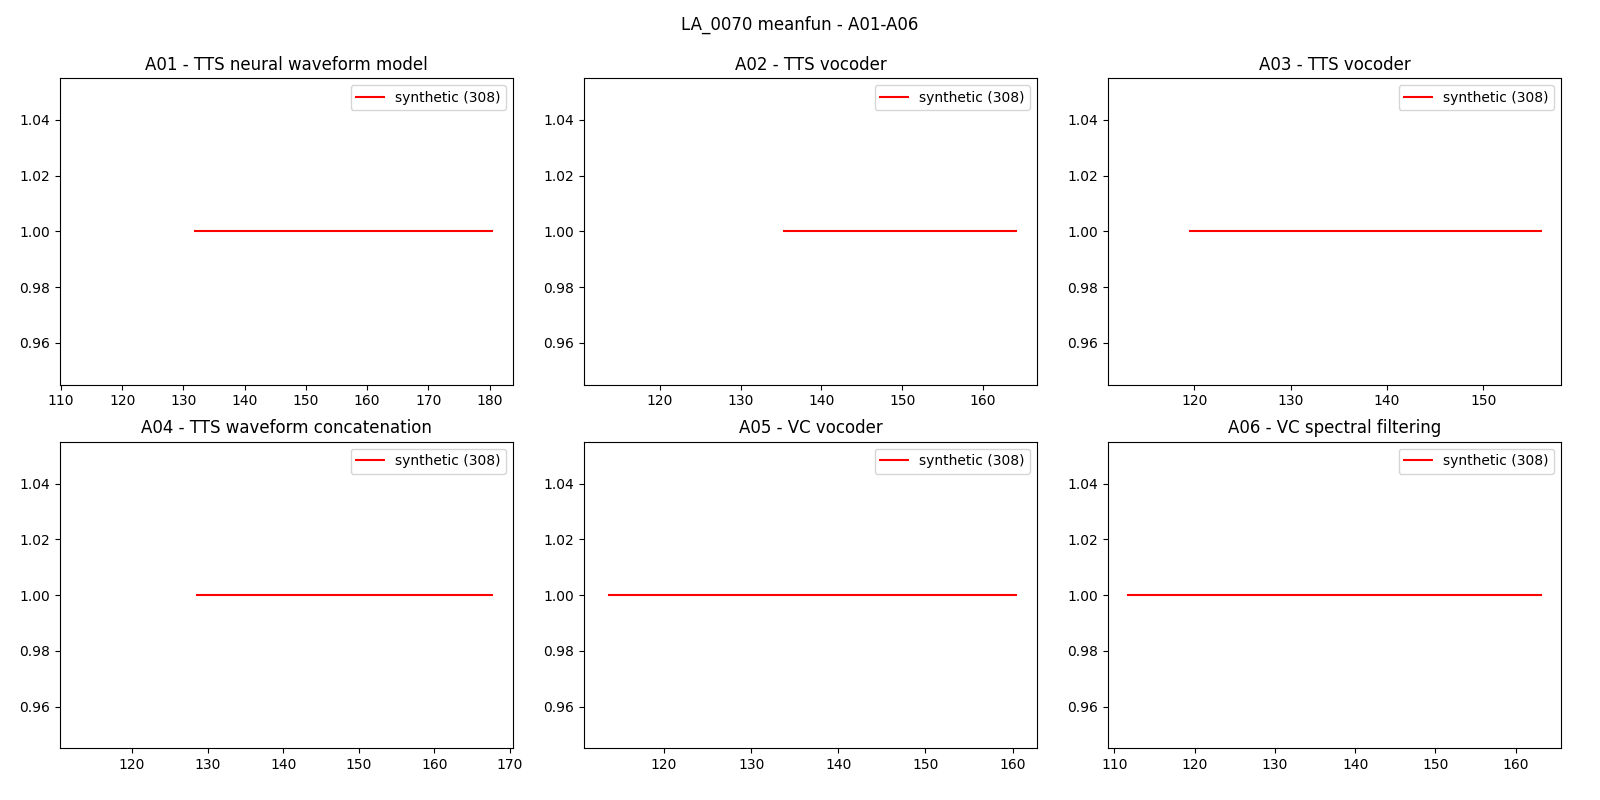 LA_0070 meanfun - A01-A06
A01 - TTS neural waveform model
synthetic (308)
1.04
1.02
1.00
0.98
0.96
110 120 130 140 150 160 170 180
A02 - TTS vocoder
synthetic (308)
1.04
1.02
1.00
0.98
0.96
120 130 140 150 160
A03 - TTS vocoder
synthetic (308)
1.04
1.02
1.00
0.98
0.96
120 130 140 150
A04 - TTS waveform concatenation
synthetic (308)
1.04
1.02
1.00
0.98
0.96
120 130 140 150 160 170
A05 - VC vocoder
synthetic (308)
1.04
1.02
1.00
0.98
0.96
120 130 140 150 160
A06 - VC spectral filtering
synthetic (308)
1.04
1.02
1.00
0.98
0.96
110 120 130 140 150 160